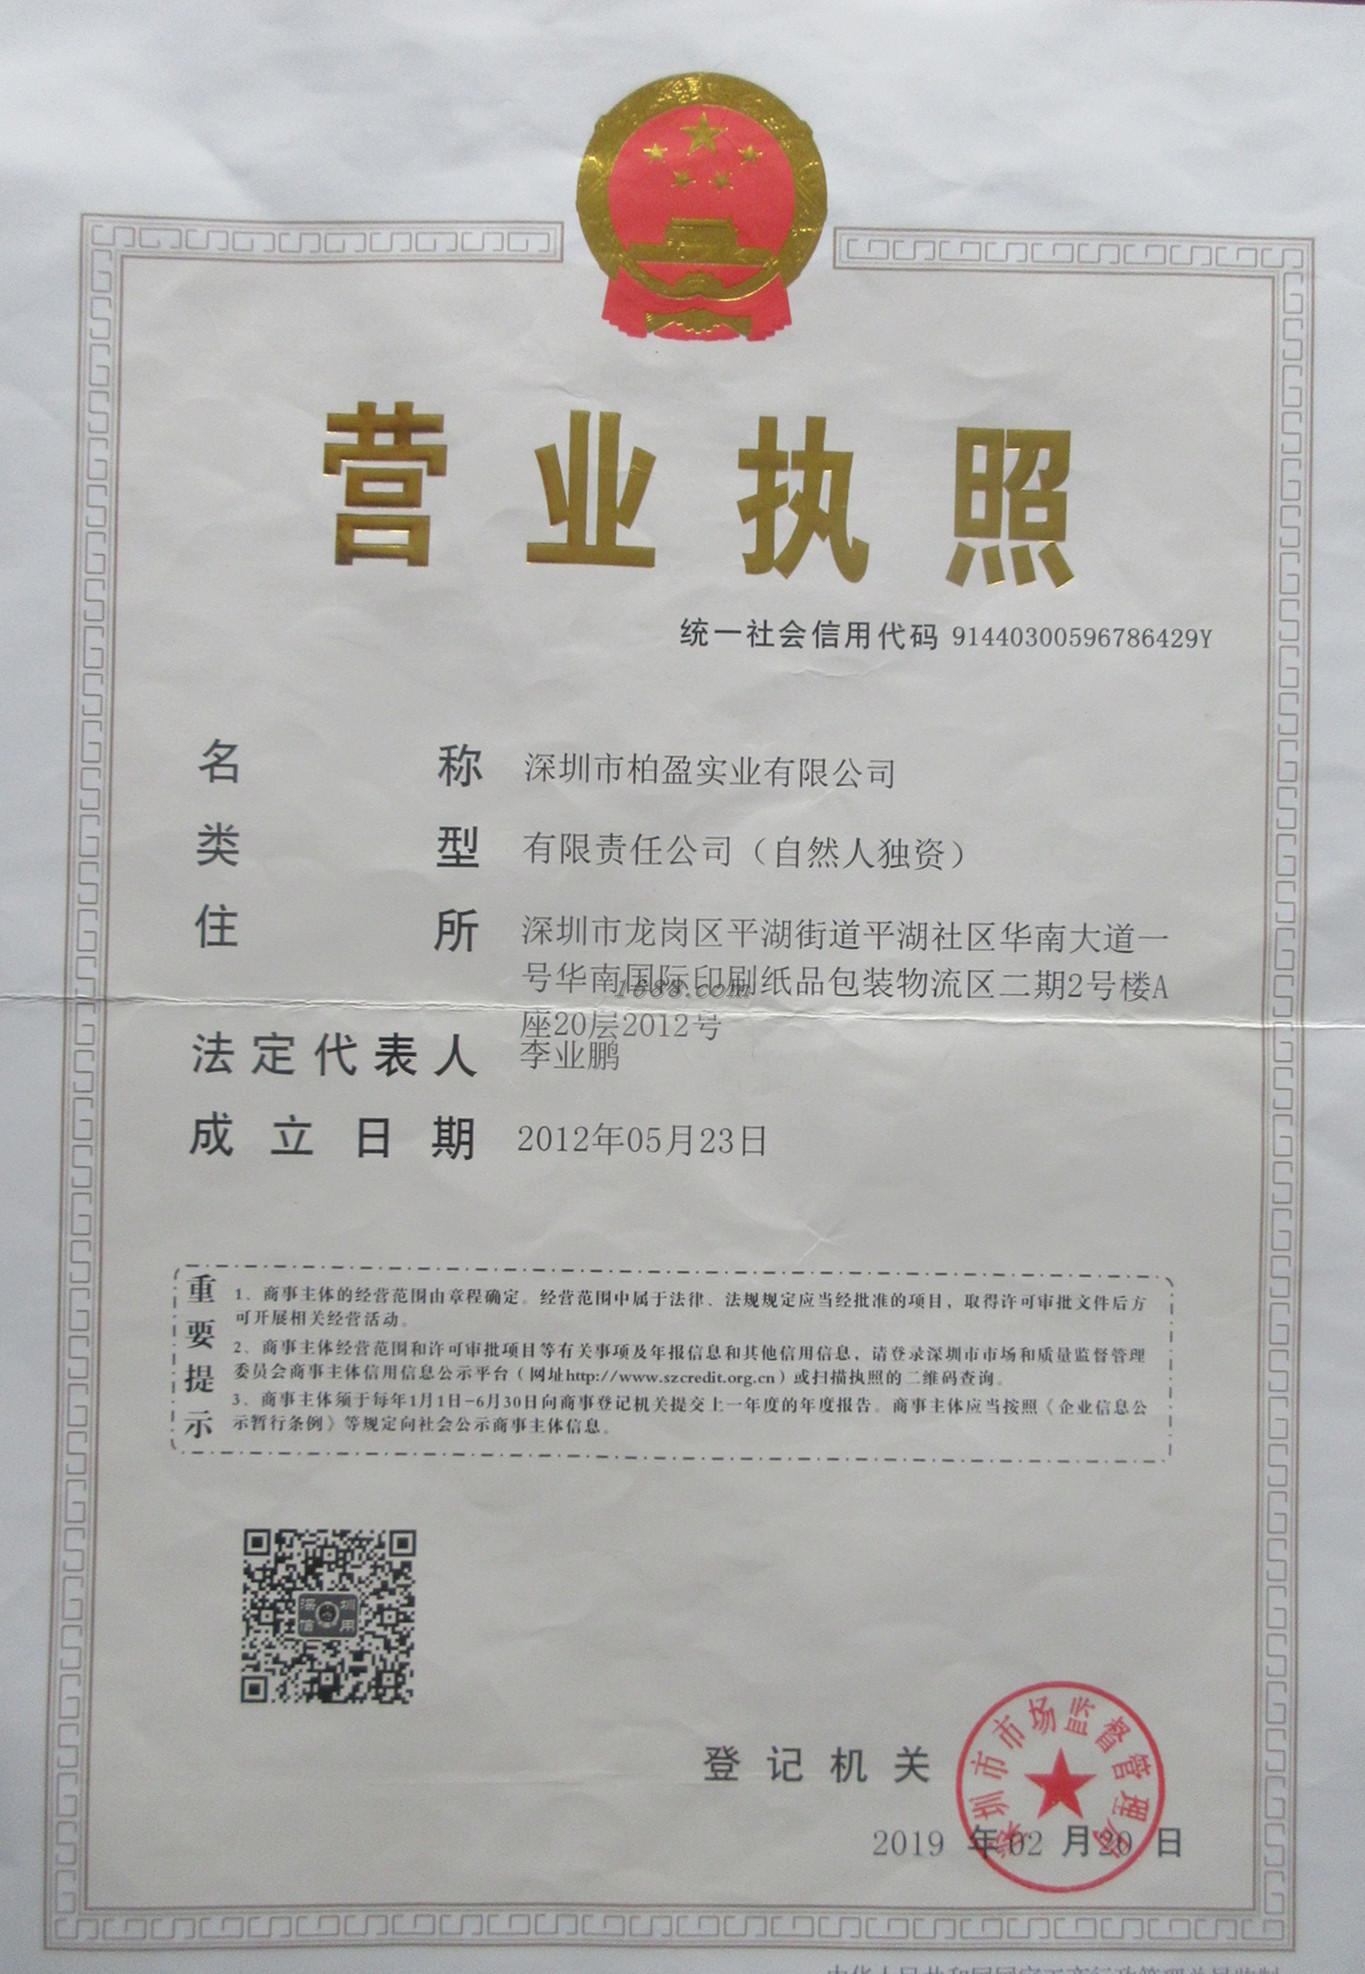 营业执照
统一社会信用代码 91440300596786429Y
名称 深圳市柏盈实业有限公司
类型 有限责任公司（自然人独资）
住所 深圳市龙岗区平湖街道平湖社区华南大道一
号华南国际印刷纸品包装物流区二期2号楼A
座20层2012号
1688.com
法定代表人 李业鹏
成立日期 2012年05月23日
重要提示
1、商事主体的经营范围由章程确定。经营范围中属于法律、法规规定应当经批准的项目，取得许可审批文件后方
可开展相关经营活动。
2、商事主体经营范围和许可审批项目等有关事项及年报信息和其他信用信息，请登录深圳市市场和质量监督管理
委员会商事主体信用信息公示平台（网址http://www.szcredit.org.cn）或扫描执照的二维码查询。
3、商事主体须于每年1月1日-6月30日向商事登记机关提交上一年度的年度报告。商事主体应当按照《企业信息公
示暂行条例》等规定向社会公示商事主体信息。
深圳
信用
登记机关
深圳市市场监督管理局
2019 年02 月20 日